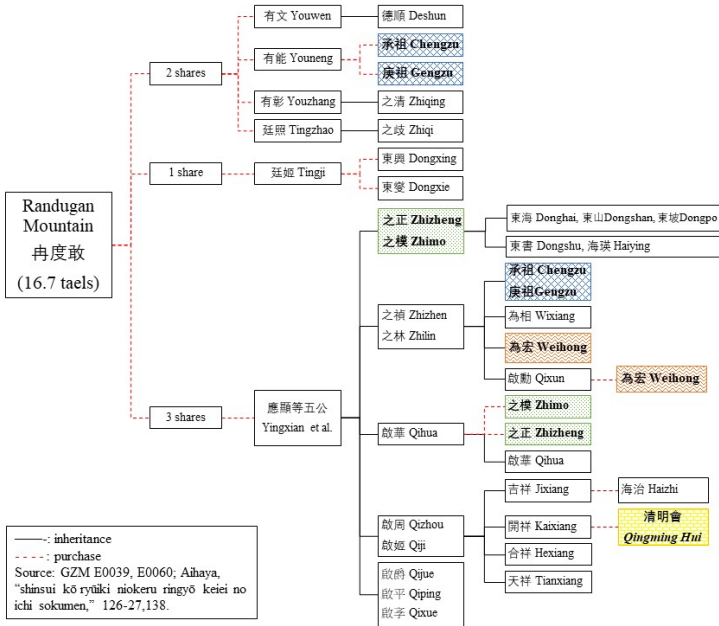 Randugan
Mountain
冉度敢
(16.7 taels)
2 shares
有文 Youwen
德順 Deshun
有能 Youneng
承祖 Chengzu
庚祖 Gengzu
有彰 Youzhang
之清 Zhiqing
廷照 Tingzhao
之歧 Zhiqi
1 share
廷姬 Tingji
東興 Dongxing
東燮 Dongxie
3 shares
應顯等五公
Yingxian et al.
之正 Zhizheng
之模 Zhimo
東海 Donghai, 東山Dongshan, 東坡Dongpo
東書 Dongshu, 海瑛 Haiying
之禎 Zhizhen
之林 Zhilin
承祖 Chengzu
庚祖Gengzu
為相 Wixiang
為宏 Weihong
啟勳 Qixun
為宏 Weihong
啟華 Qihua
之模 Zhimo
之正 Zhizheng
啟華 Qihua
啟周 Qizhou
啟姬 Qiji
吉祥 Jixiang
海治 Haizhi
開祥 Kaixiang
清明會
Qingming Hui
合祥 Hexiang
天祥 Tianxiang
啟爵 Qijue
啟平 Qiping
啟孝 Qixue
——-: inheritance
- - - -: purchase
Source: GZM E0039, E0060; Aihaya,
“shinsui kō ryūiki niokeru ringyō keiei no
ichi sokumen,” 126-27,138.